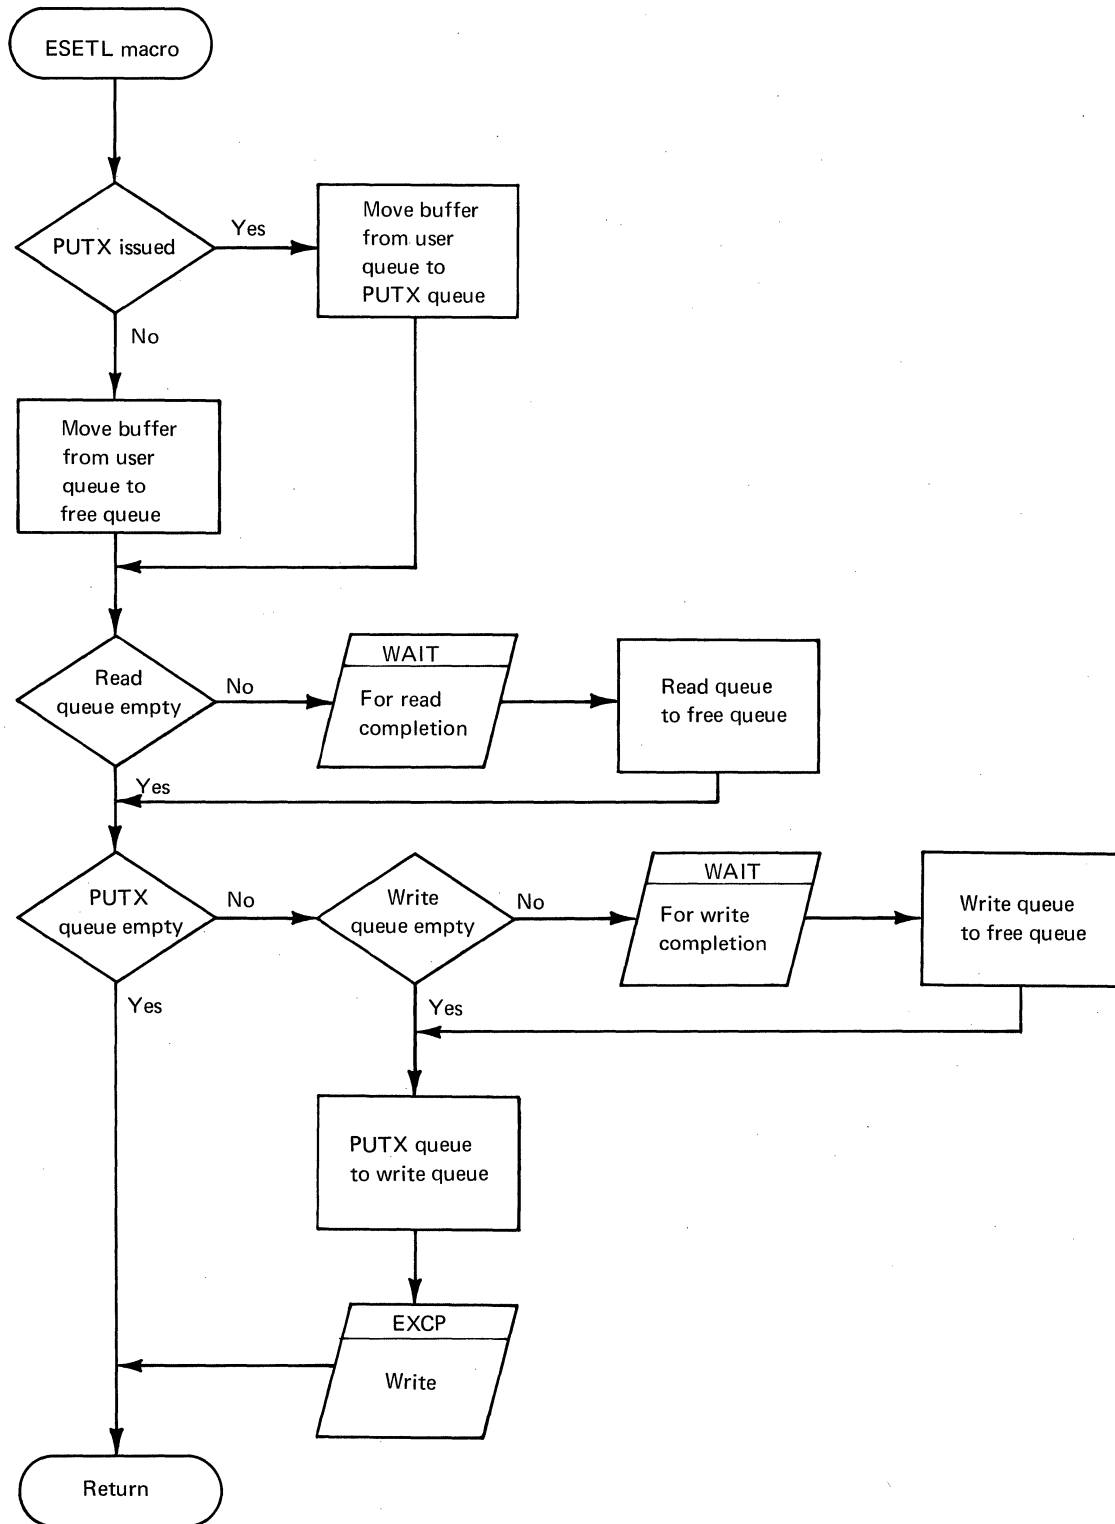 ESETL macro
PUTX issued
Yes
Move buffer
from user
queue to
PUTX queue
No
Move buffer
from user
queue to
free queue
Read
queue empty
No
WAIT
For read
completion
Read queue
to free queue
Yes
PUTX
queue empty
No
Write
queue empty
No
WAIT
For write
completion
Write queue
to free queue
Yes
Yes
PUTX queue
to write queue
EXCP
Write
Return